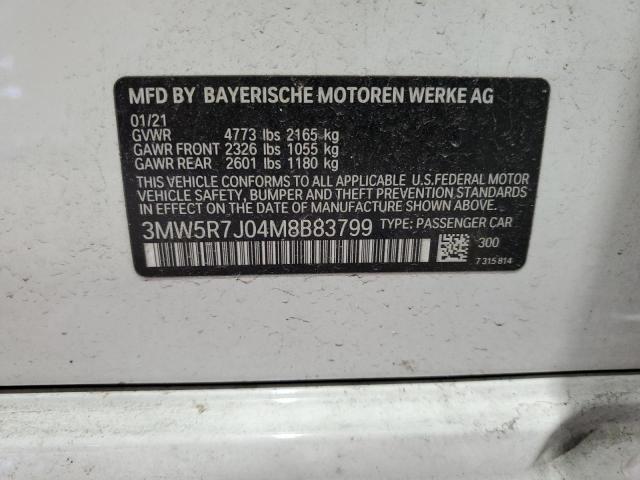 MFD BY BAYERISCHE MOTOREN WERKE AG
01/21
GVWR 4773 lbs 2165 kg
GAWR FRONT 2326 lbs 1055 kg
GAWR REAR 2601 lbs 1180 kg
THIS VEHICLE CONFORMS TO ALL APPLICABLE U.S.FEDERAL MOTOR
VEHICLE SAFETY, BUMPER, AND THEFT PREVENTION STANDARDS
IN EFFECT ON THE DATE OF MANUFACTURE SHOWN ABOVE.
3MW5R7J04M8B83799 TYPE: PASSENGER CAR
300
7 315 814